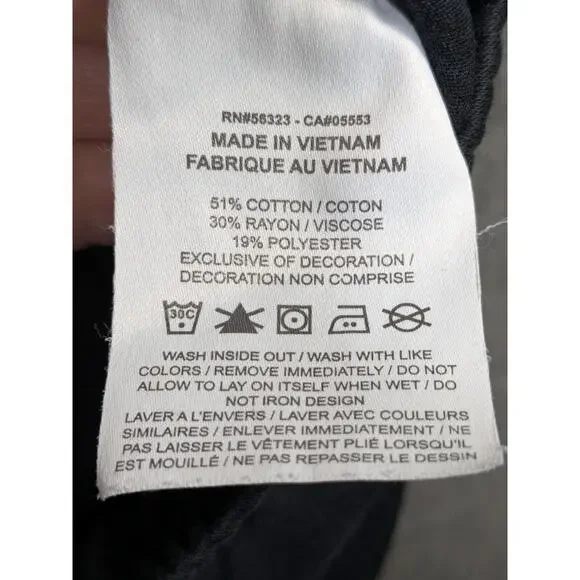 RN#56323 - CA#05553
MADE IN VIETNAM
FABRIQUE AU VIETNAM
51% COTTON / COTON
30% RAYON / VISCOSE
19% POLYESTER
EXCLUSIVE OF DECORATION /
DECORATION NON COMPRISE
30C
WASH INSIDE OUT / WASH WITH LIKE
COLORS / REMOVE IMMEDIATELY / DO NOT
ALLOW TO LAY ON ITSELF WHEN WET / DO
NOT IRON DESIGN
LAVER A L'ENVERS / LAVER AVEC COULEURS
SIMILAIRES / ENLEVER IMMÉDIATEMENT / NE
PAS LAISSER LE VÊTEMENT PLIÉ LORSQU'IL
EST MOUILLÉ / NE PAS REPASSER LE DESSIN